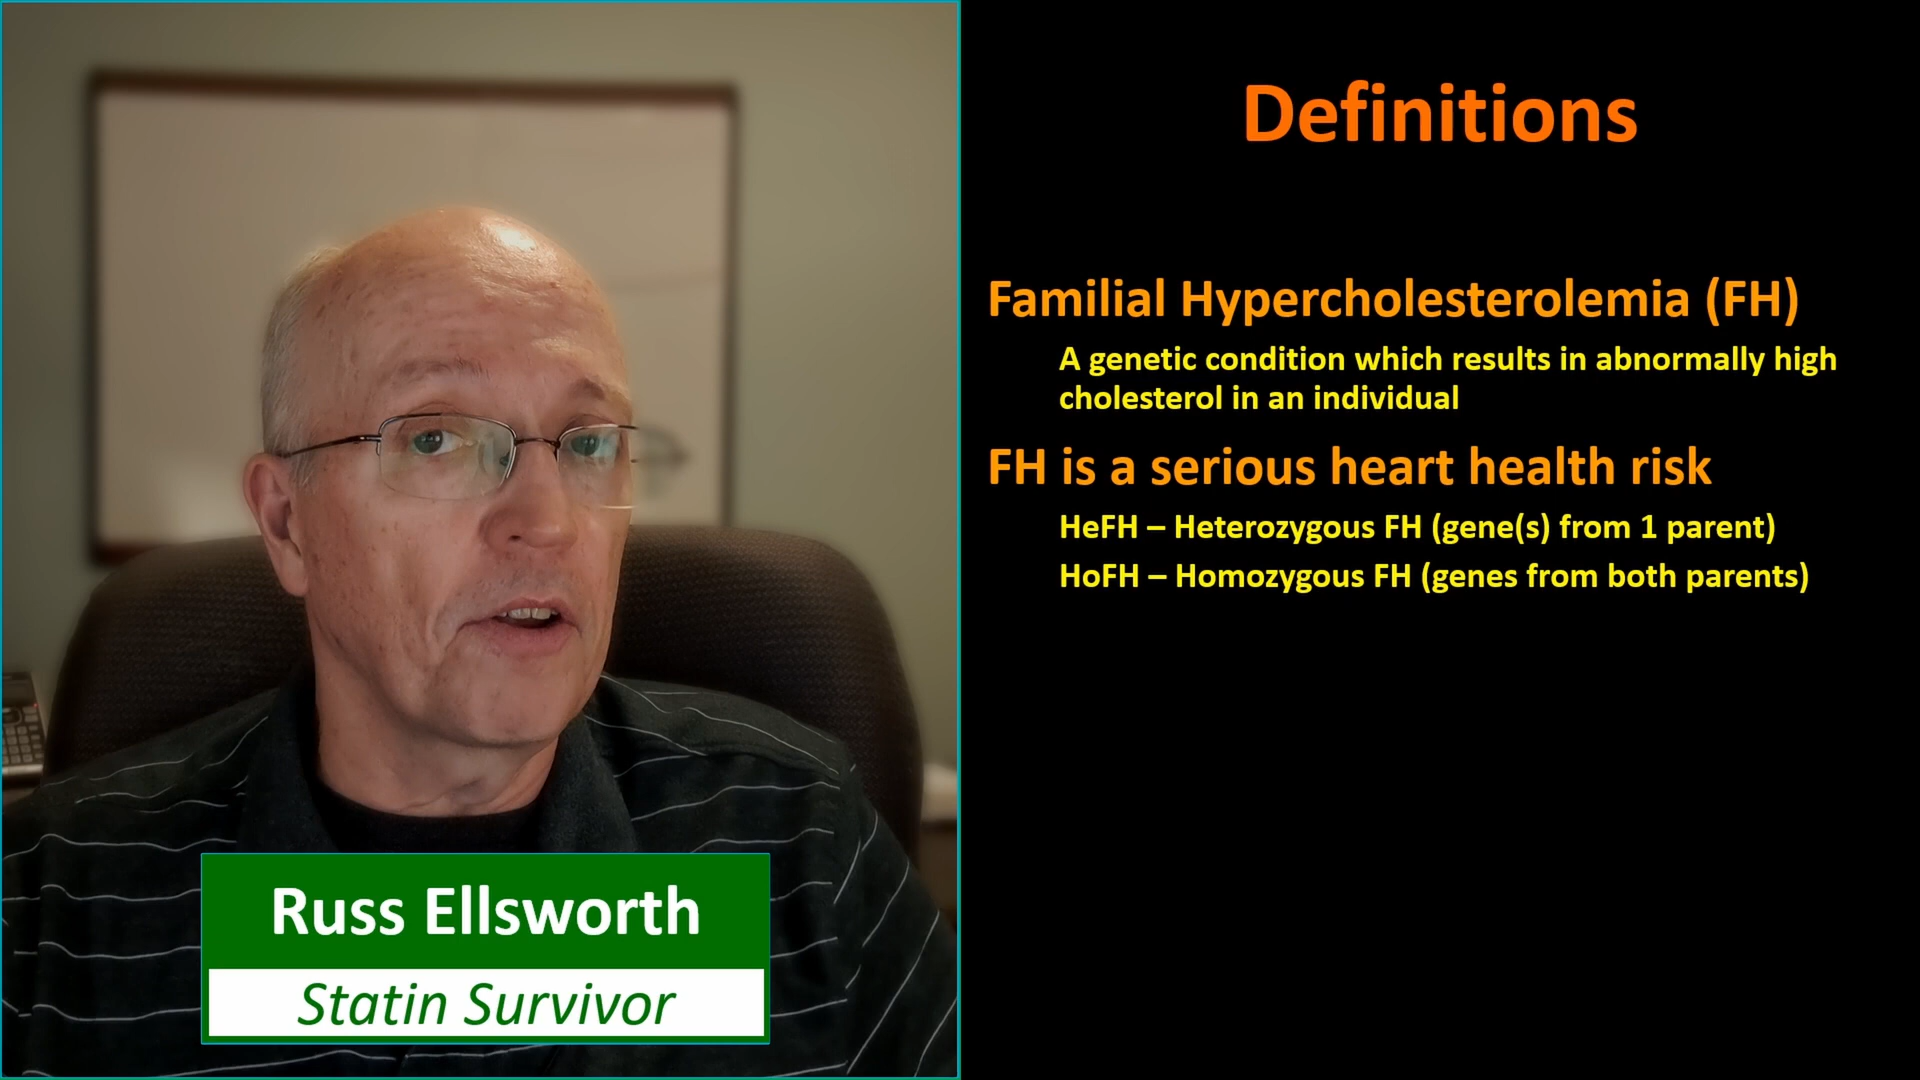 Definitions
Familial Hypercholesterolemia (FH)
A genetic condition which results in abnormally high
cholesterol in an individual
FH is a serious heart health risk
HeFH – Heterozygous FH (gene(s) from 1 parent)
HoFH – Homozygous FH (genes from both parents)
Russ Ellsworth
Statin Survivor